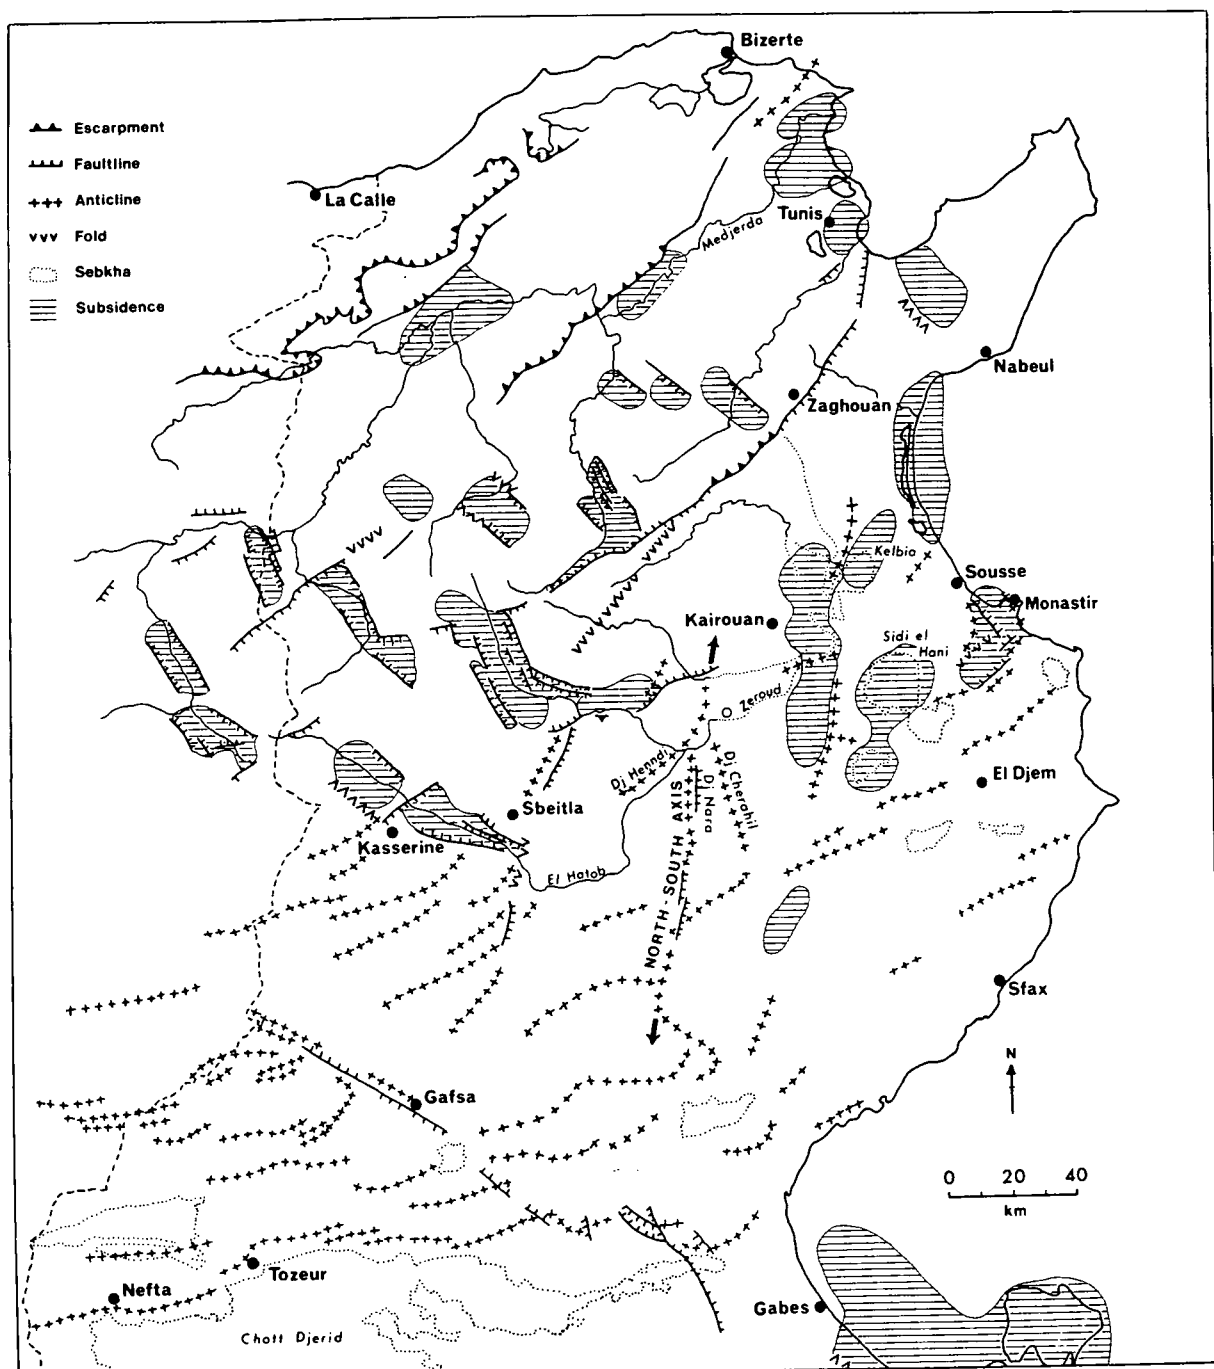 Bizerte
Escarpment
Faultline
Anticline
Fold
Sebkha
Subsidence
La Calle
Tunis
Medjerda
Nabeul
Zaghouan
Kelbia
Sousse
Monastir
Kairouan
Sidi el
Hani
O Zeroud
Dj Henndi
Dj Nara
Dj Cherahil
NORTH-SOUTH AXIS
El Djem
Sbeitla
Kasserine
El Hatob
Sfax
N
Gafsa
0 20 40
km
Tozeur
Nefta
Gabes
Chott Djerid